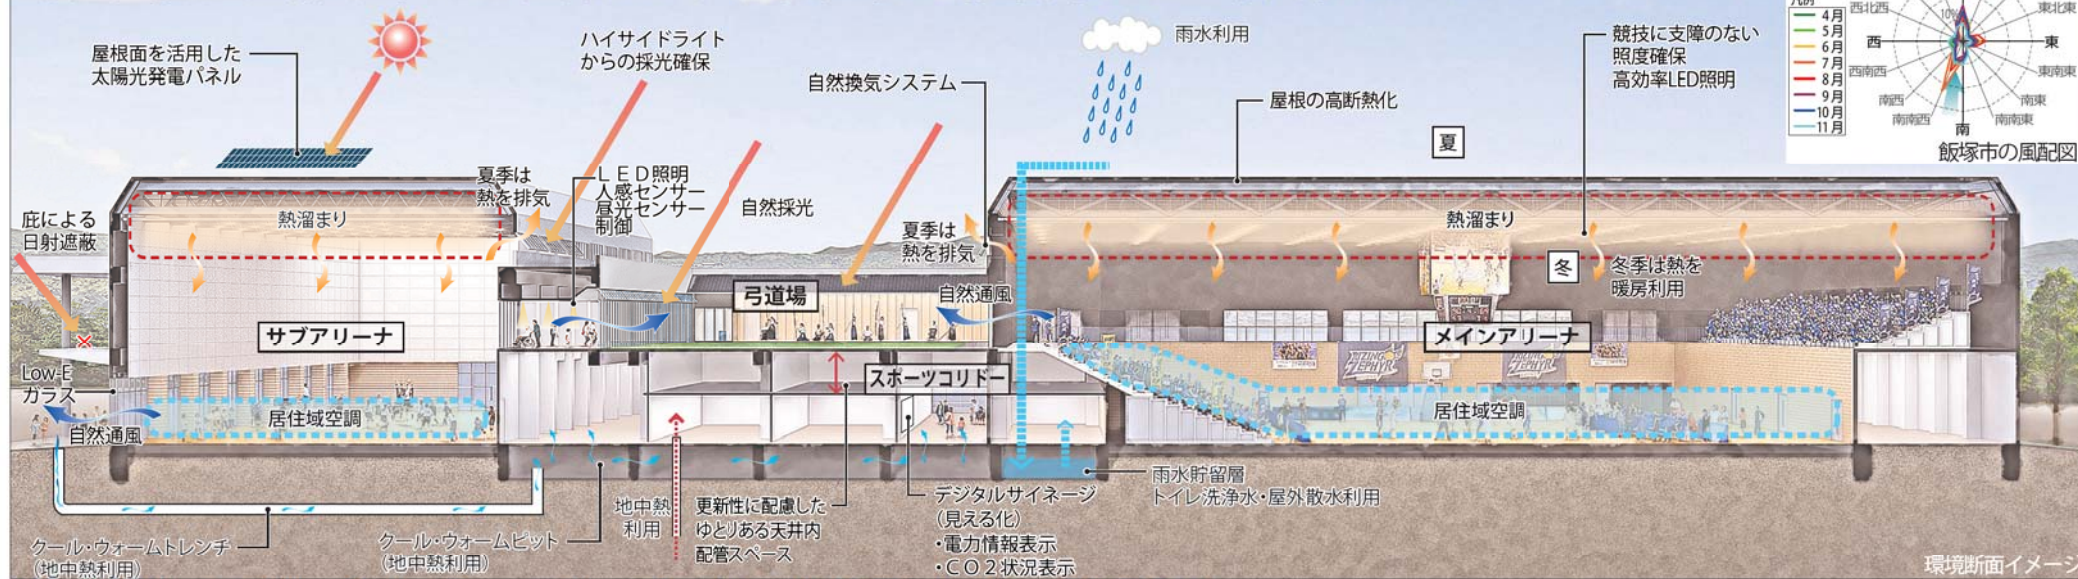 屋根面を活用した
太陽光発電パネル
ハイサイドライト
からの採光確保
自然換気システム
雨水利用
屋根の高断熱化
競技に支障のない
照度確保
高効率LED照明
夏
4月
5月
6月
7月
8月
9月
10月
11月
10%
西北西
東北東
西
東
西南西
東南東
南西
南東
南南西
南南東
南
飯塚市の風配図
庇による
日射遮蔽
熱溜まり
夏季は
熱を排気
LED照明
人感センサー
昼光センサー
制御
自然採光
夏季は
熱を排気
熱溜まり
冬
冬季は熱を
暖房利用
弓道場
自然通風
サブアリーナ
メインアリーナ
Low-E
ガラス
スポーツコリドー
居住域空調
居住域空調
自然通風
地中熱
利用
更新性に配慮した
ゆとりある天井内
配管スペース
デジタルサイネージ
(見える化)
・電力情報表示
・CO2状況表示
雨水貯留層
トイレ洗浄水・屋外散水利用
クール・ウォームトレンチ
(地中熱利用)
クール・ウォームピット
(地中熱利用)
環境断面イメージ